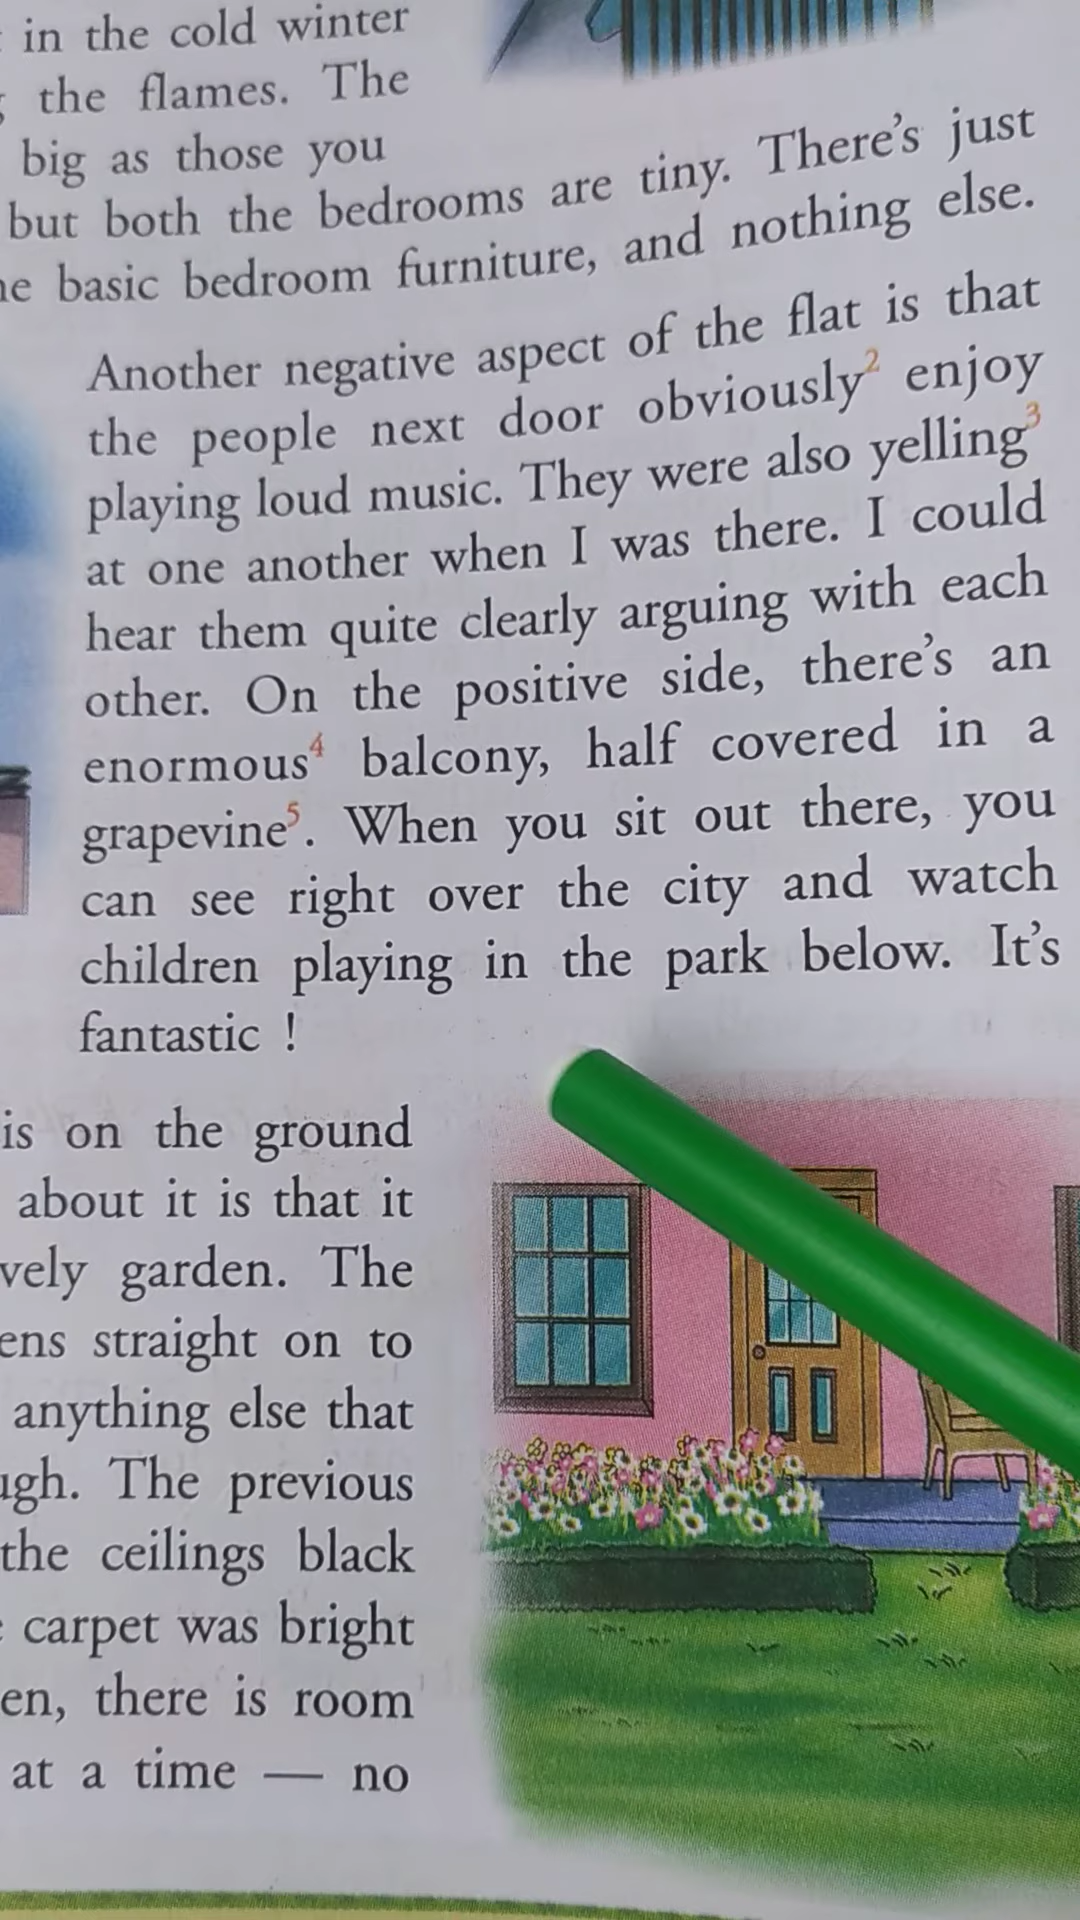 in the cold winter
the flames. The
big as those you
but both the bedrooms are tiny. There's just
basic bedroom furniture, and nothing else.
Another negative aspect of the flat is that
the people next door obviously² enjoy
playing loud music. They were also yelling³
at one another when I was there. I could
hear them quite clearly arguing with each
other. On the positive side, there's an
enormous⁴ balcony, half covered in a
grapevine⁵. When you sit out there, you
can see right over the city and watch
children playing in the park below. It's
fantastic !
is on the ground
about it is that it
garden. The
straight on to
anything else that
The previous
the ceilings black
carpet was bright
there is room
at a time — no